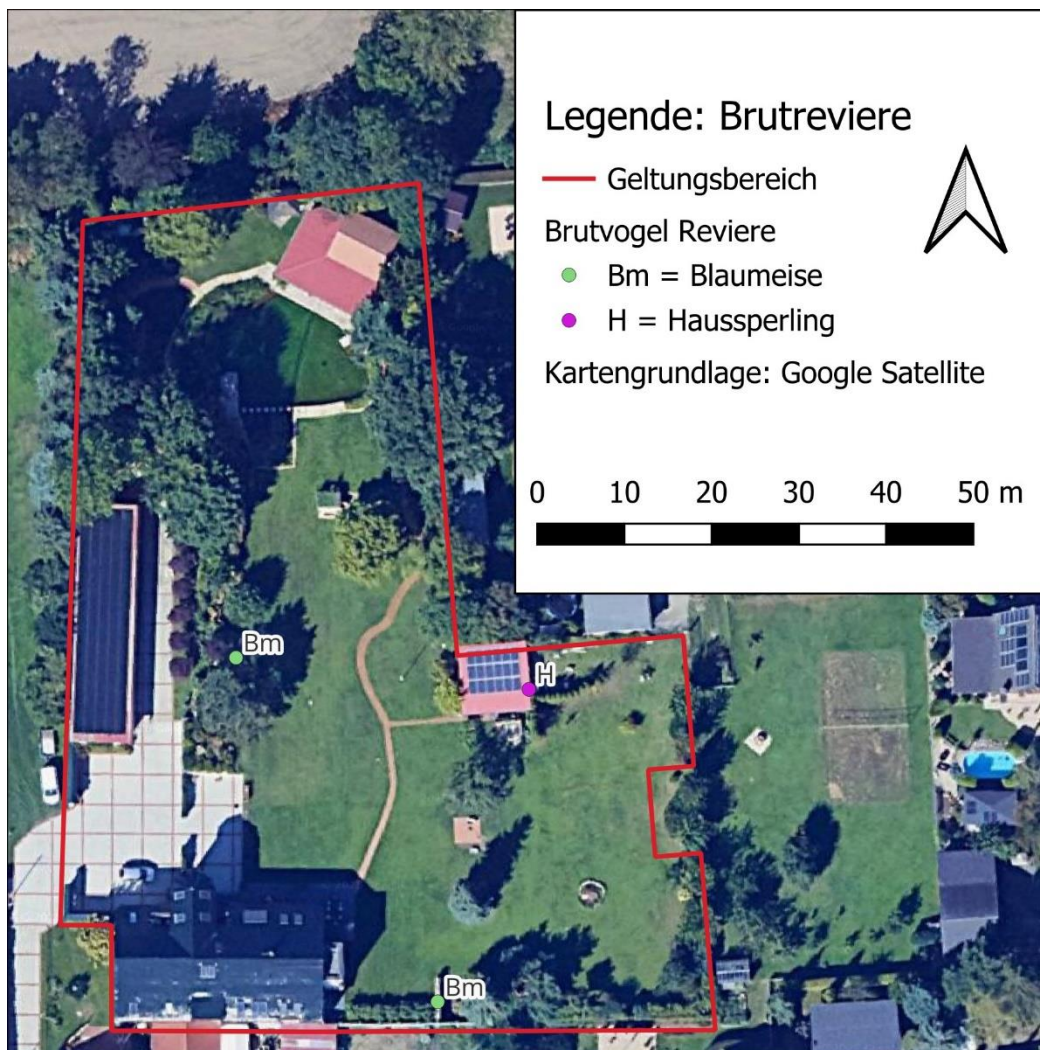 Legende: Brutreviere
Geltungsbereich
Brutvogel Reviere
Bm = Blaumeise
H = Haussperling
Kartengrundlage: Google Satellite
0 10 20 30 40 50 m
Bm
H
Bm